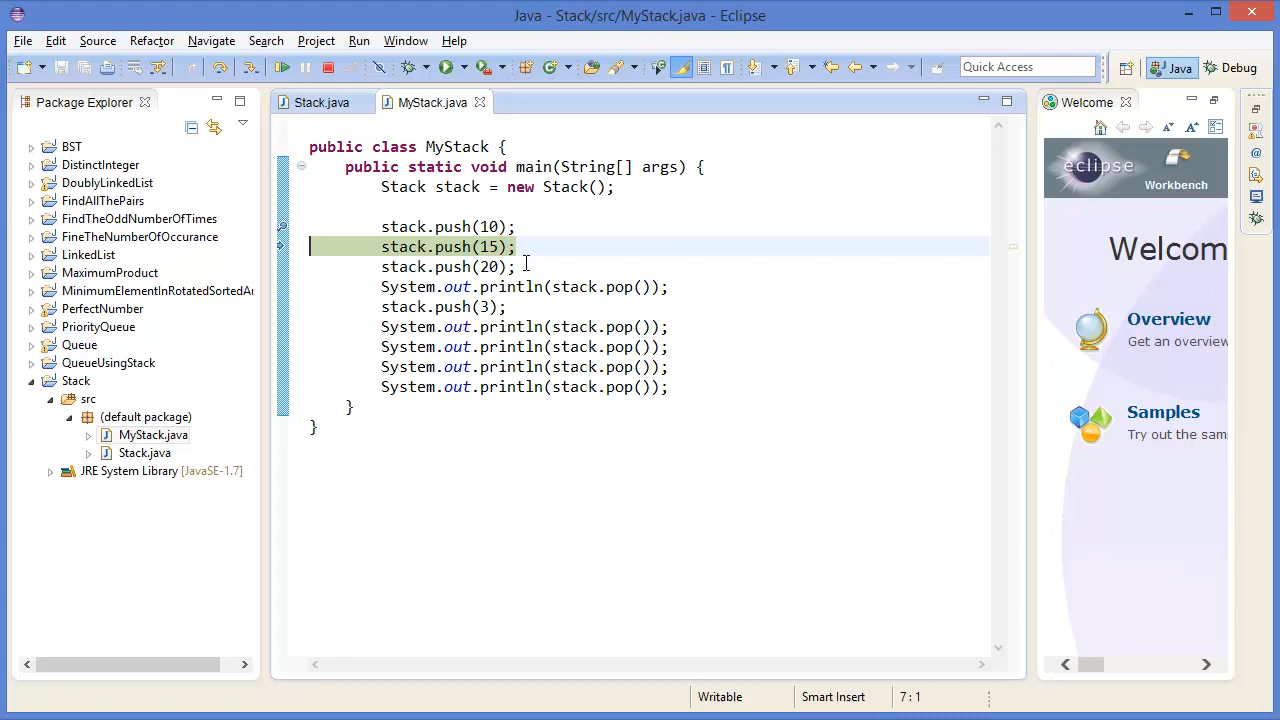 Java - Stack/src/MyStack.java - Eclipse
File Edit Source Refactor Navigate Search Project Run Window Help
Quick Access
Java
Debug
Package Explorer
Stack.java
MyStack.java
Welcome
BST
DistinctInteger
DoublyLinkedList
FindAllThePairs
FindTheOddNumberOfTimes
FineTheNumberOfOccurance
LinkedList
MaximumProduct
MinimumElementInRotatedSortedAr
PerfectNumber
PriorityQueue
Queue
QueueUsingStack
Stack
src
(default package)
MyStack.java
Stack.java
JRE System Library [JavaSE-1.7]
public class MyStack {
public static void main(String[] args) {
Stack stack = new Stack();
stack.push(10);
stack.push(15);
stack.push(20);
System.out.println(stack.pop());
stack.push(3);
System.out.println(stack.pop());
System.out.println(stack.pop());
System.out.println(stack.pop());
System.out.println(stack.pop());
}
}
eclipse
Workbench
Welcom
Overview
Get an overview
Samples
Try out the sam
Writable
Smart Insert
7 : 1